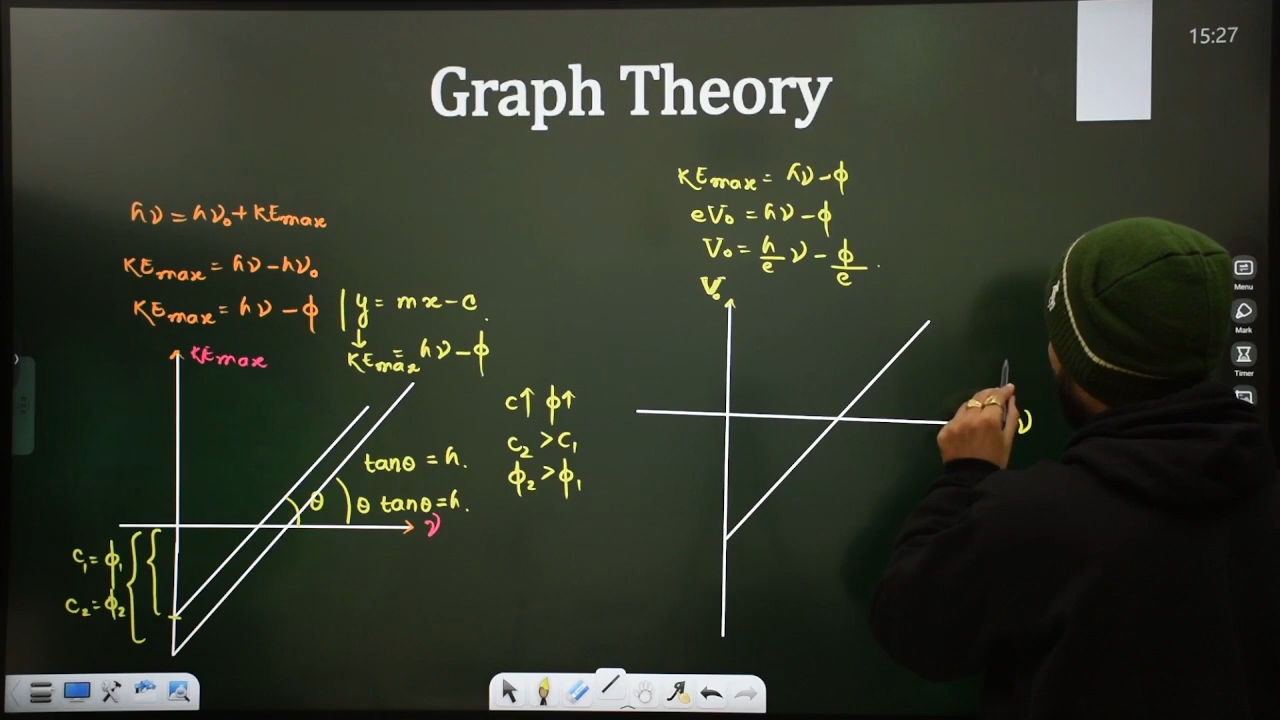 15:27
Graph Theory
hν = hν₀ + KEmax
KEmax = hν - hν₀
KEmax = hν - ϕ
y = mx - c.
KEmax = hν - ϕ
KEmax
tanθ = h.
θ
θ tanθ = h.
ν
c₁ = ϕ₁
c₂ = ϕ₂
c↑ ϕ↑
c₂ > c₁
ϕ₂ > ϕ₁
KEmax = hν - ϕ
eV₀ = hν - ϕ
V₀ = h/e ν - ϕ/e .
V₀
ν
Menu
Mark
Timer